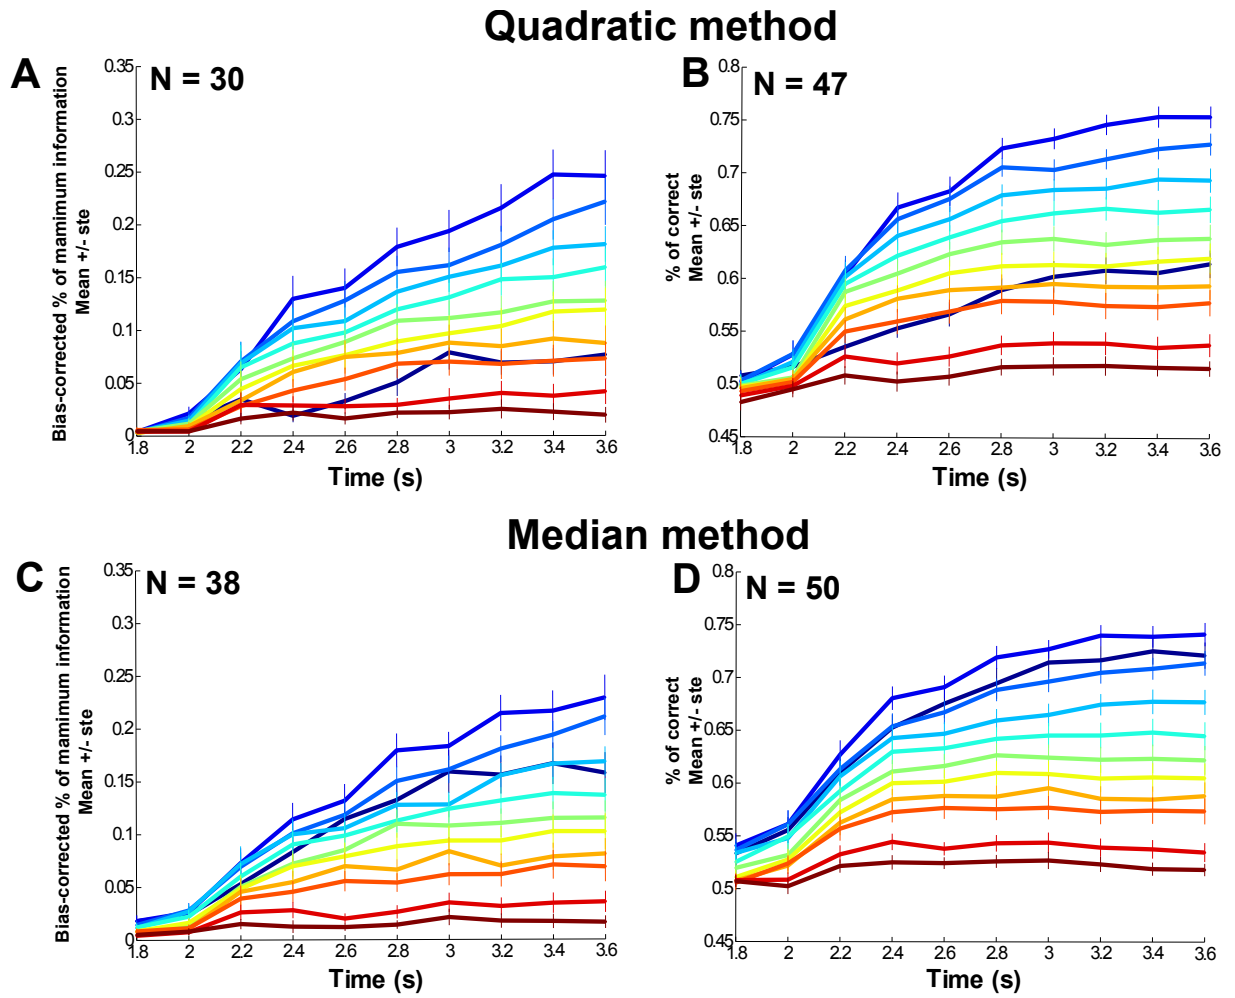 Quadratic method
A
N = 30
Bias-corrected % of mamimum information
Mean +/- ste
0.35
0.3
0.25
0.2
0.15
0.1
0.05
0
1.8 2 2.2 2.4 2.6 2.8 3 3.2 3.4 3.6
Time (s)
B
N = 47
% of correct
Mean +/- ste
0.8
0.75
0.7
0.65
0.6
0.55
0.5
0.45
1.8 2 2.2 2.4 2.6 2.8 3 3.2 3.4 3.6
Time (s)
Median method
C
N = 38
Bias-corrected % of mamimum information
Mean +/- ste
0.35
0.3
0.25
0.2
0.15
0.1
0.05
0
1.8 2 2.2 2.4 2.6 2.8 3 3.2 3.4 3.6
Time (s)
D
N = 50
% of correct
Mean +/- ste
0.8
0.75
0.7
0.65
0.6
0.55
0.5
0.45
1.8 2 2.2 2.4 2.6 2.8 3 3.2 3.4 3.6
Time (s)